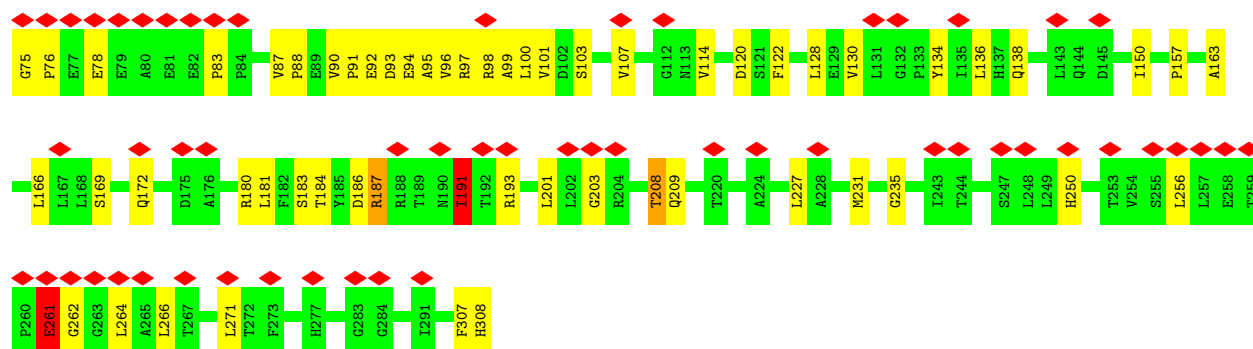 G75 P76 E77 E78 E79 A80 E81 E82 P83 P84 V87 P88 E89 V90 P91 E92 D93 E94 A95 V96 R97 R98 A99 L100 V101 D102 S103 V107 G112 N113 V114 D120 S121 F122 L128 E129 V130 L131 G132 P133 Y134 I135 L136 H137 Q138 L143 Q144 D145 I150 P157 A163
L166 L167 L168 S169 Q172 D175 A176 R180 L181 F182 S183 T184 Y185 D186 R187 R188 T189 N190 I191 T192 R193 L201 L202 G203 R204 T208 Q209 T220 A224 L227 A228 M231 G235 I243 T244 S247 L248 L249 H250 T253 V254 S255 L256 L257 E258 T259
P260 E261 G262 G263 L264 A265 L266 T267 L271 T272 F273 H277 G283 G284 I291 F307 H308